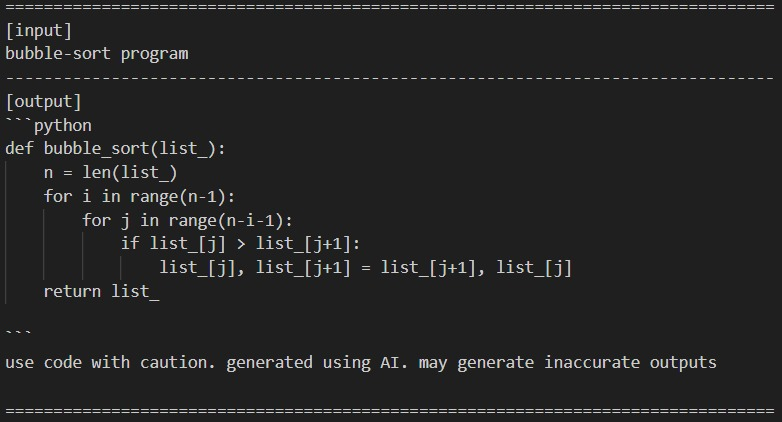 ================================================================================
[input]
bubble-sort program
--------------------------------------------------------------------------------
[output]
```python
def bubble_sort(list_):
    n = len(list_)
    for i in range(n-1):
        for j in range(n-i-1):
            if list_[j] > list_[j+1]:
                list_[j], list_[j+1] = list_[j+1], list_[j]
    return list_

```
use code with caution. generated using AI. may generate inaccurate outputs

================================================================================